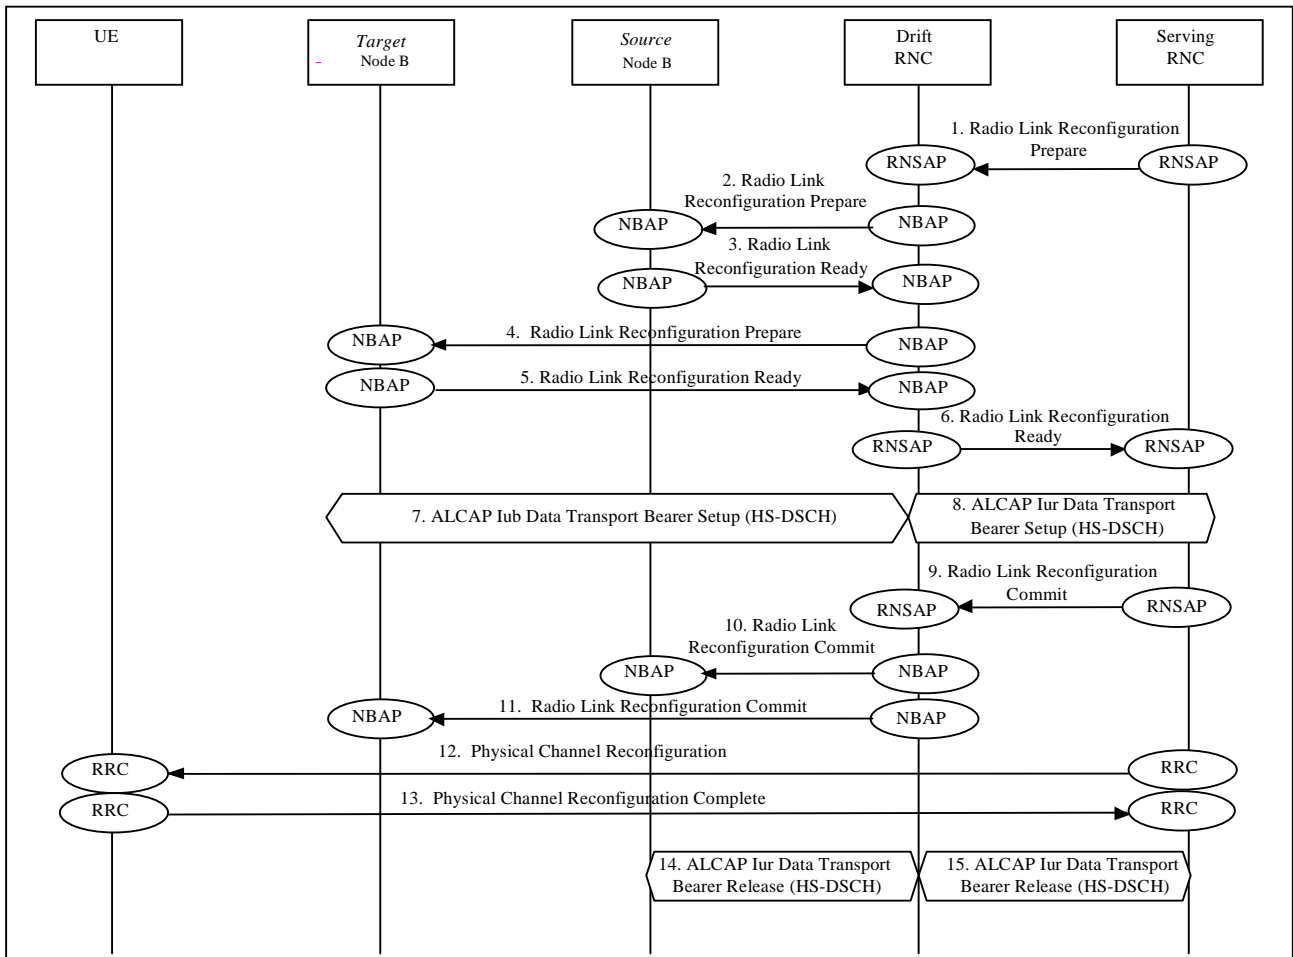 UE
Target
- Node B
Source
Node B
Drift
RNC
Serving
RNC
1. Radio Link Reconfiguration
Prepare
RNSAP
RNSAP
2. Radio Link
Reconfiguration Prepare
NBAP
NBAP
3. Radio Link
Reconfiguration Ready
NBAP
NBAP
4. Radio Link Reconfiguration Prepare
NBAP
NBAP
5. Radio Link Reconfiguration Ready
NBAP
NBAP
6. Radio Link Reconfiguration
Ready
RNSAP
RNSAP
7. ALCAP Iub Data Transport Bearer Setup (HS-DSCH)
8. ALCAP Iur Data Transport
Bearer Setup (HS-DSCH)
9. Radio Link Reconfiguration
Commit
RNSAP
RNSAP
10. Radio Link
Reconfiguration Commit
NBAP
NBAP
11. Radio Link Reconfiguration Commit
NBAP
NBAP
12. Physical Channel Reconfiguration
RRC
RRC
13. Physical Channel Reconfiguration Complete
RRC
RRC
14. ALCAP Iur Data Transport
Bearer Release (HS-DSCH)
15. ALCAP Iur Data Transport
Bearer Release (HS-DSCH)